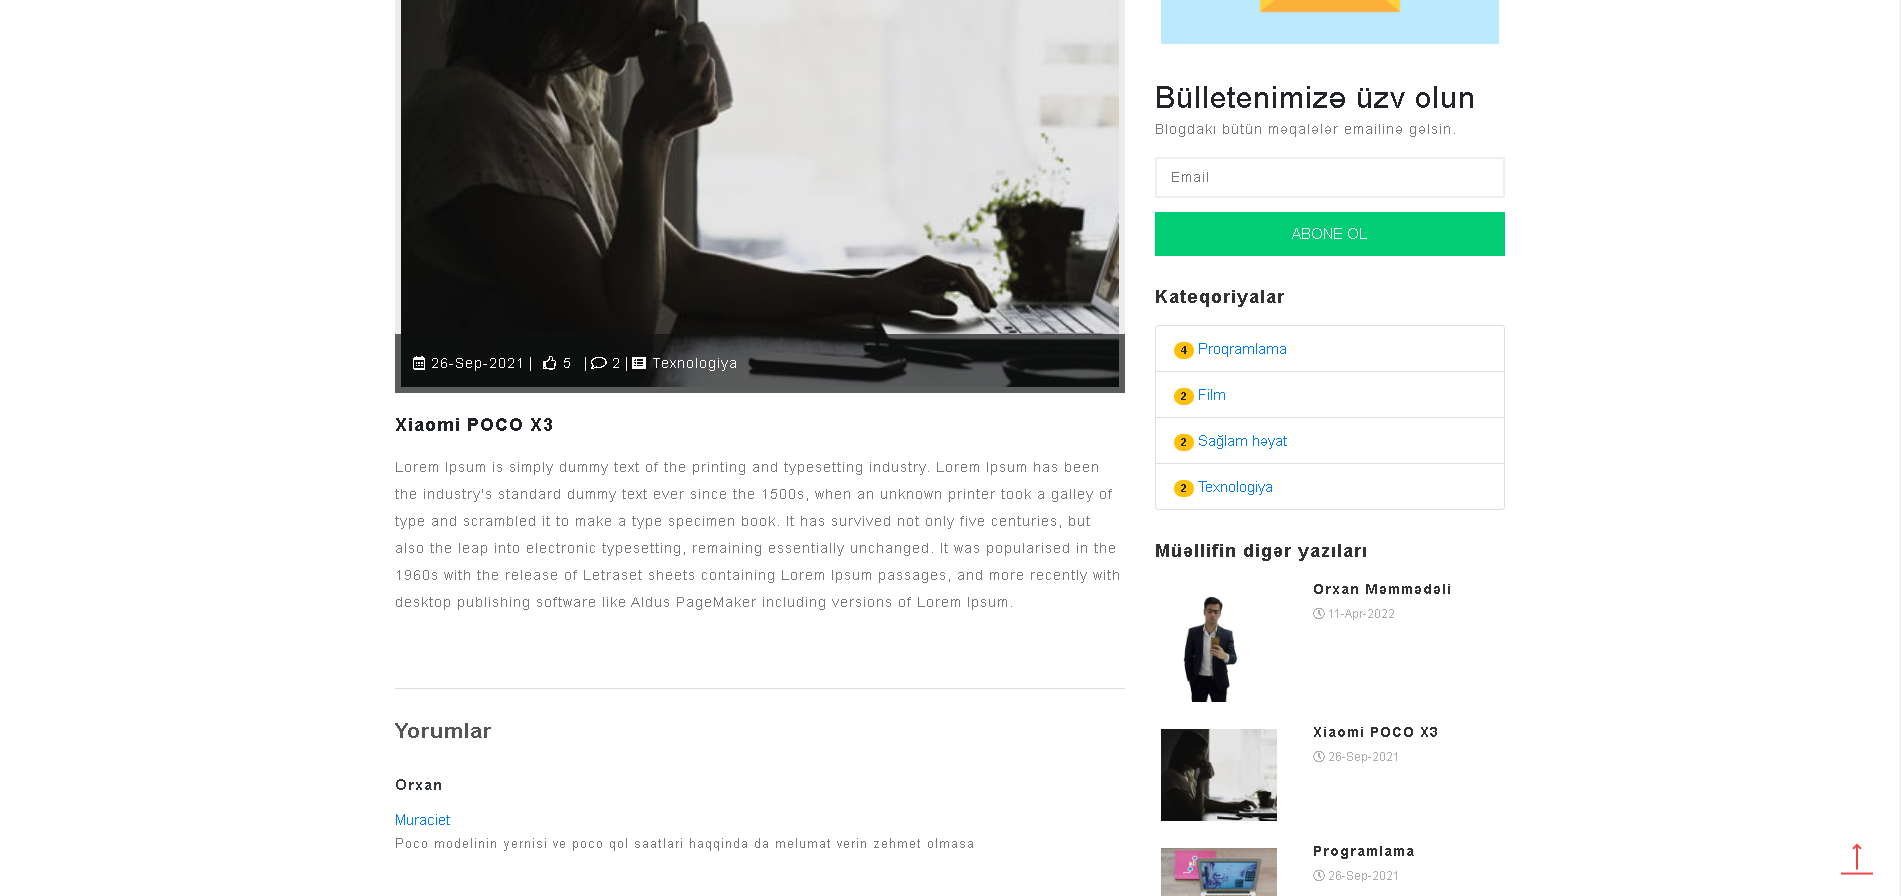 26-Sep-2021 | 5 | 2 | Texnologiya
Xiaomi POCO X3
Lorem Ipsum is simply dummy text of the printing and typesetting industry. Lorem Ipsum has been
the industry's standard dummy text ever since the 1500s, when an unknown printer took a galley of
type and scrambled it to make a type specimen book. It has survived not only five centuries, but
also the leap into electronic typesetting, remaining essentially unchanged. It was popularised in the
1960s with the release of Letraset sheets containing Lorem Ipsum passages, and more recently with
desktop publishing software like Aldus PageMaker including versions of Lorem Ipsum.
Yorumlar
Orxan
Muraciet
Poco modelinin yernisi ve poco qol saatlari haqqinda da melumat verin zehmet olmasa
Bülletenimizə üzv olun
Blogdakı bütün məqalələr emailinə gəlsin.
Email
ABONE OL
Kateqoriyalar
4 Proqramlama
2 Film
2 Sağlam həyat
2 Texnologiya
Müəllifin digər yazıları
Orxan Məmmədəli
11-Apr-2022
Xiaomi POCO X3
26-Sep-2021
Programlama
26-Sep-2021